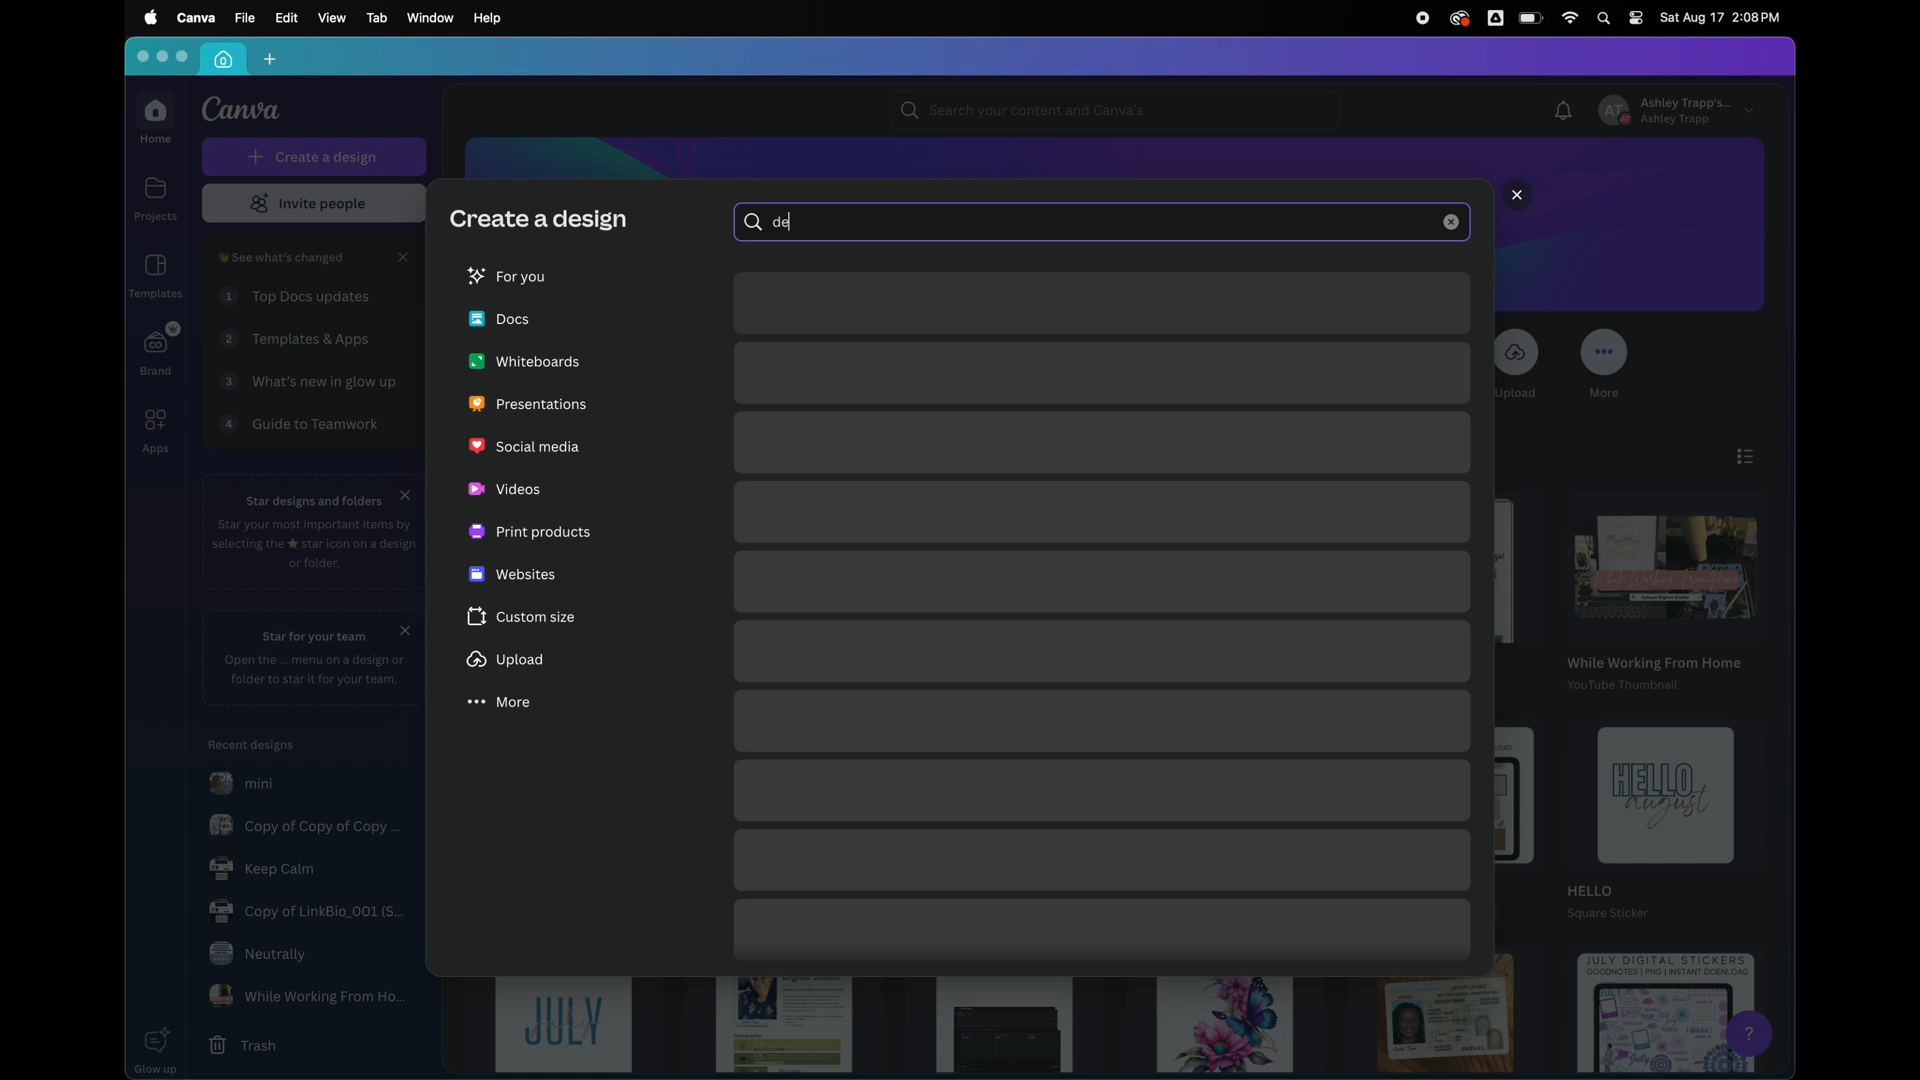 Canva File Edit View Tab Window Help
Sat Aug 17 2:08 PM
Canva
Search your content and Canva's
Ashley Trapp's...
Ashley Trapp
AT
Home
Projects
Templates
Brand
Apps
Glow up
Create a design
Invite people
See what's changed
1 Top Docs updates
2 Templates & Apps
3 What's new in glow up
4 Guide to Teamwork
Star designs and folders
Star your most important items by
selecting the star icon on a design
or folder.
Star for your team
Open the ... menu on a design or
folder to star it for your team.
Recent designs
mini
Copy of Copy of Copy ...
Keep Calm
Copy of LinkBio_001 (S...
Neutrally
While Working From Ho...
Trash
Create a design
de
For you
Docs
Whiteboards
Presentations
Social media
Videos
Print products
Websites
Custom size
Upload
More
Upload
More
While Working From Home
While Working From Home
YouTube Thumbnail
HELLO
august
HELLO
Square Sticker
JULY
july
JULY DIGITAL STICKERS
GOODNOTES | PNG | INSTANT DOENLOAD
?